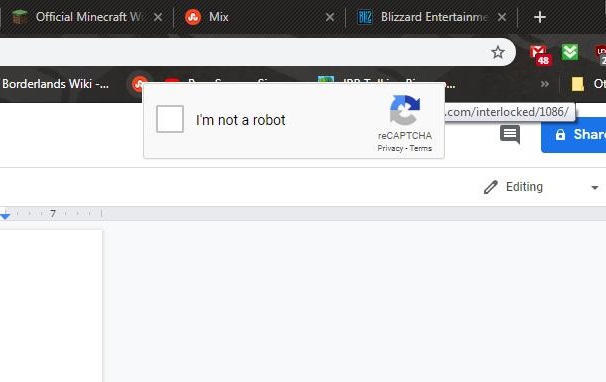 Official Minecraft Wi
Mix
Blizzard Entertainme
48
Borderlands Wiki -...
Ot
I'm not a robot
reCAPTCHA
Privacy - Terms
.com/interlocked/1086/
Share
Editing
7